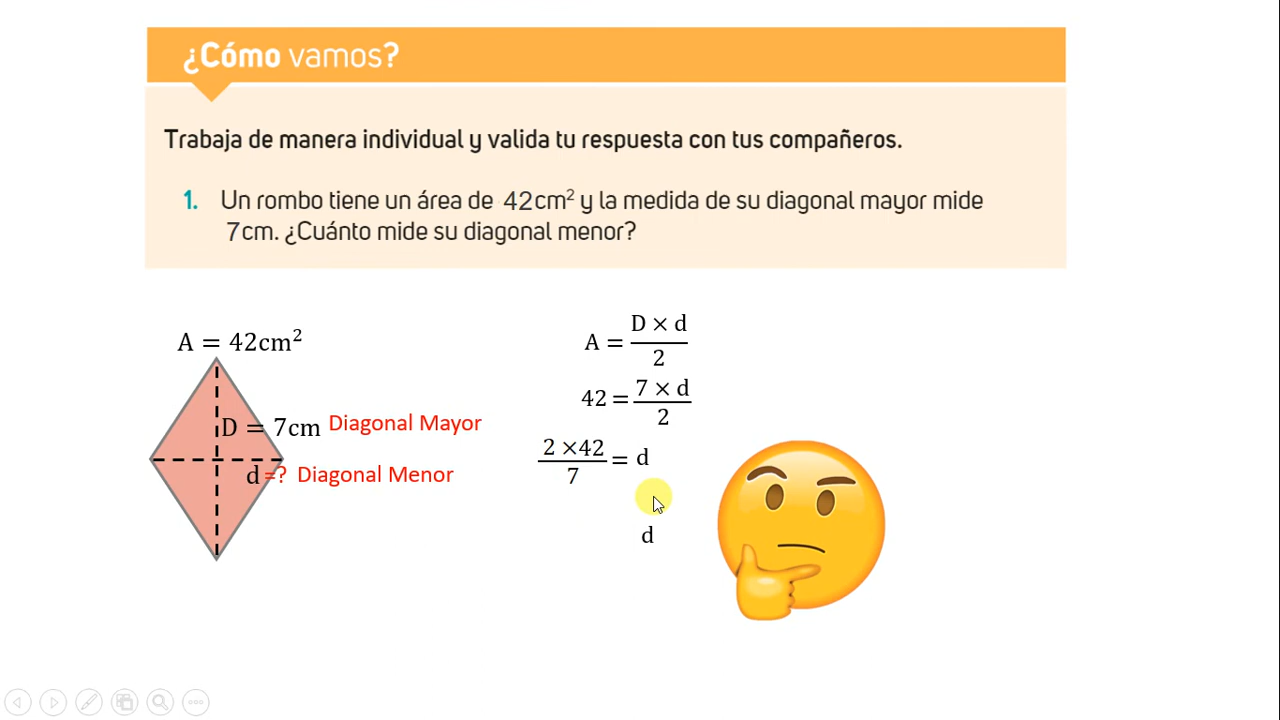 ¿Cómo vamos?
Trabaja de manera individual y valida tu respuesta con tus compañeros.
1. Un rombo tiene un área de 42cm² y la medida de su diagonal mayor mide
7cm. ¿Cuánto mide su diagonal menor?
A = 42cm²
D = 7cm Diagonal Mayor
d=? Diagonal Menor
A = D × d / 2
42 = 7 × d / 2
2 ×42 / 7 = d
d